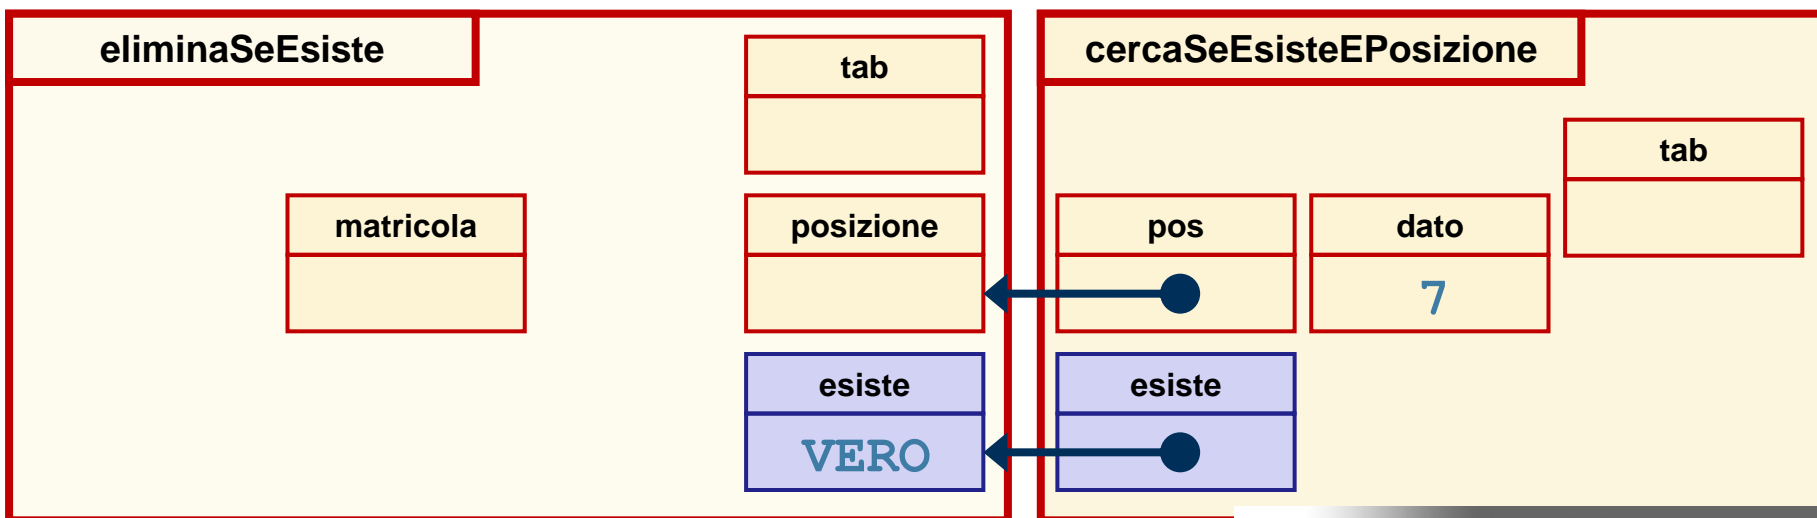 eliminaSeEsiste
tab
matricola
posizione
esiste
VERO
cercaSeEsisteEPosizione
tab
pos
dato
7
esiste